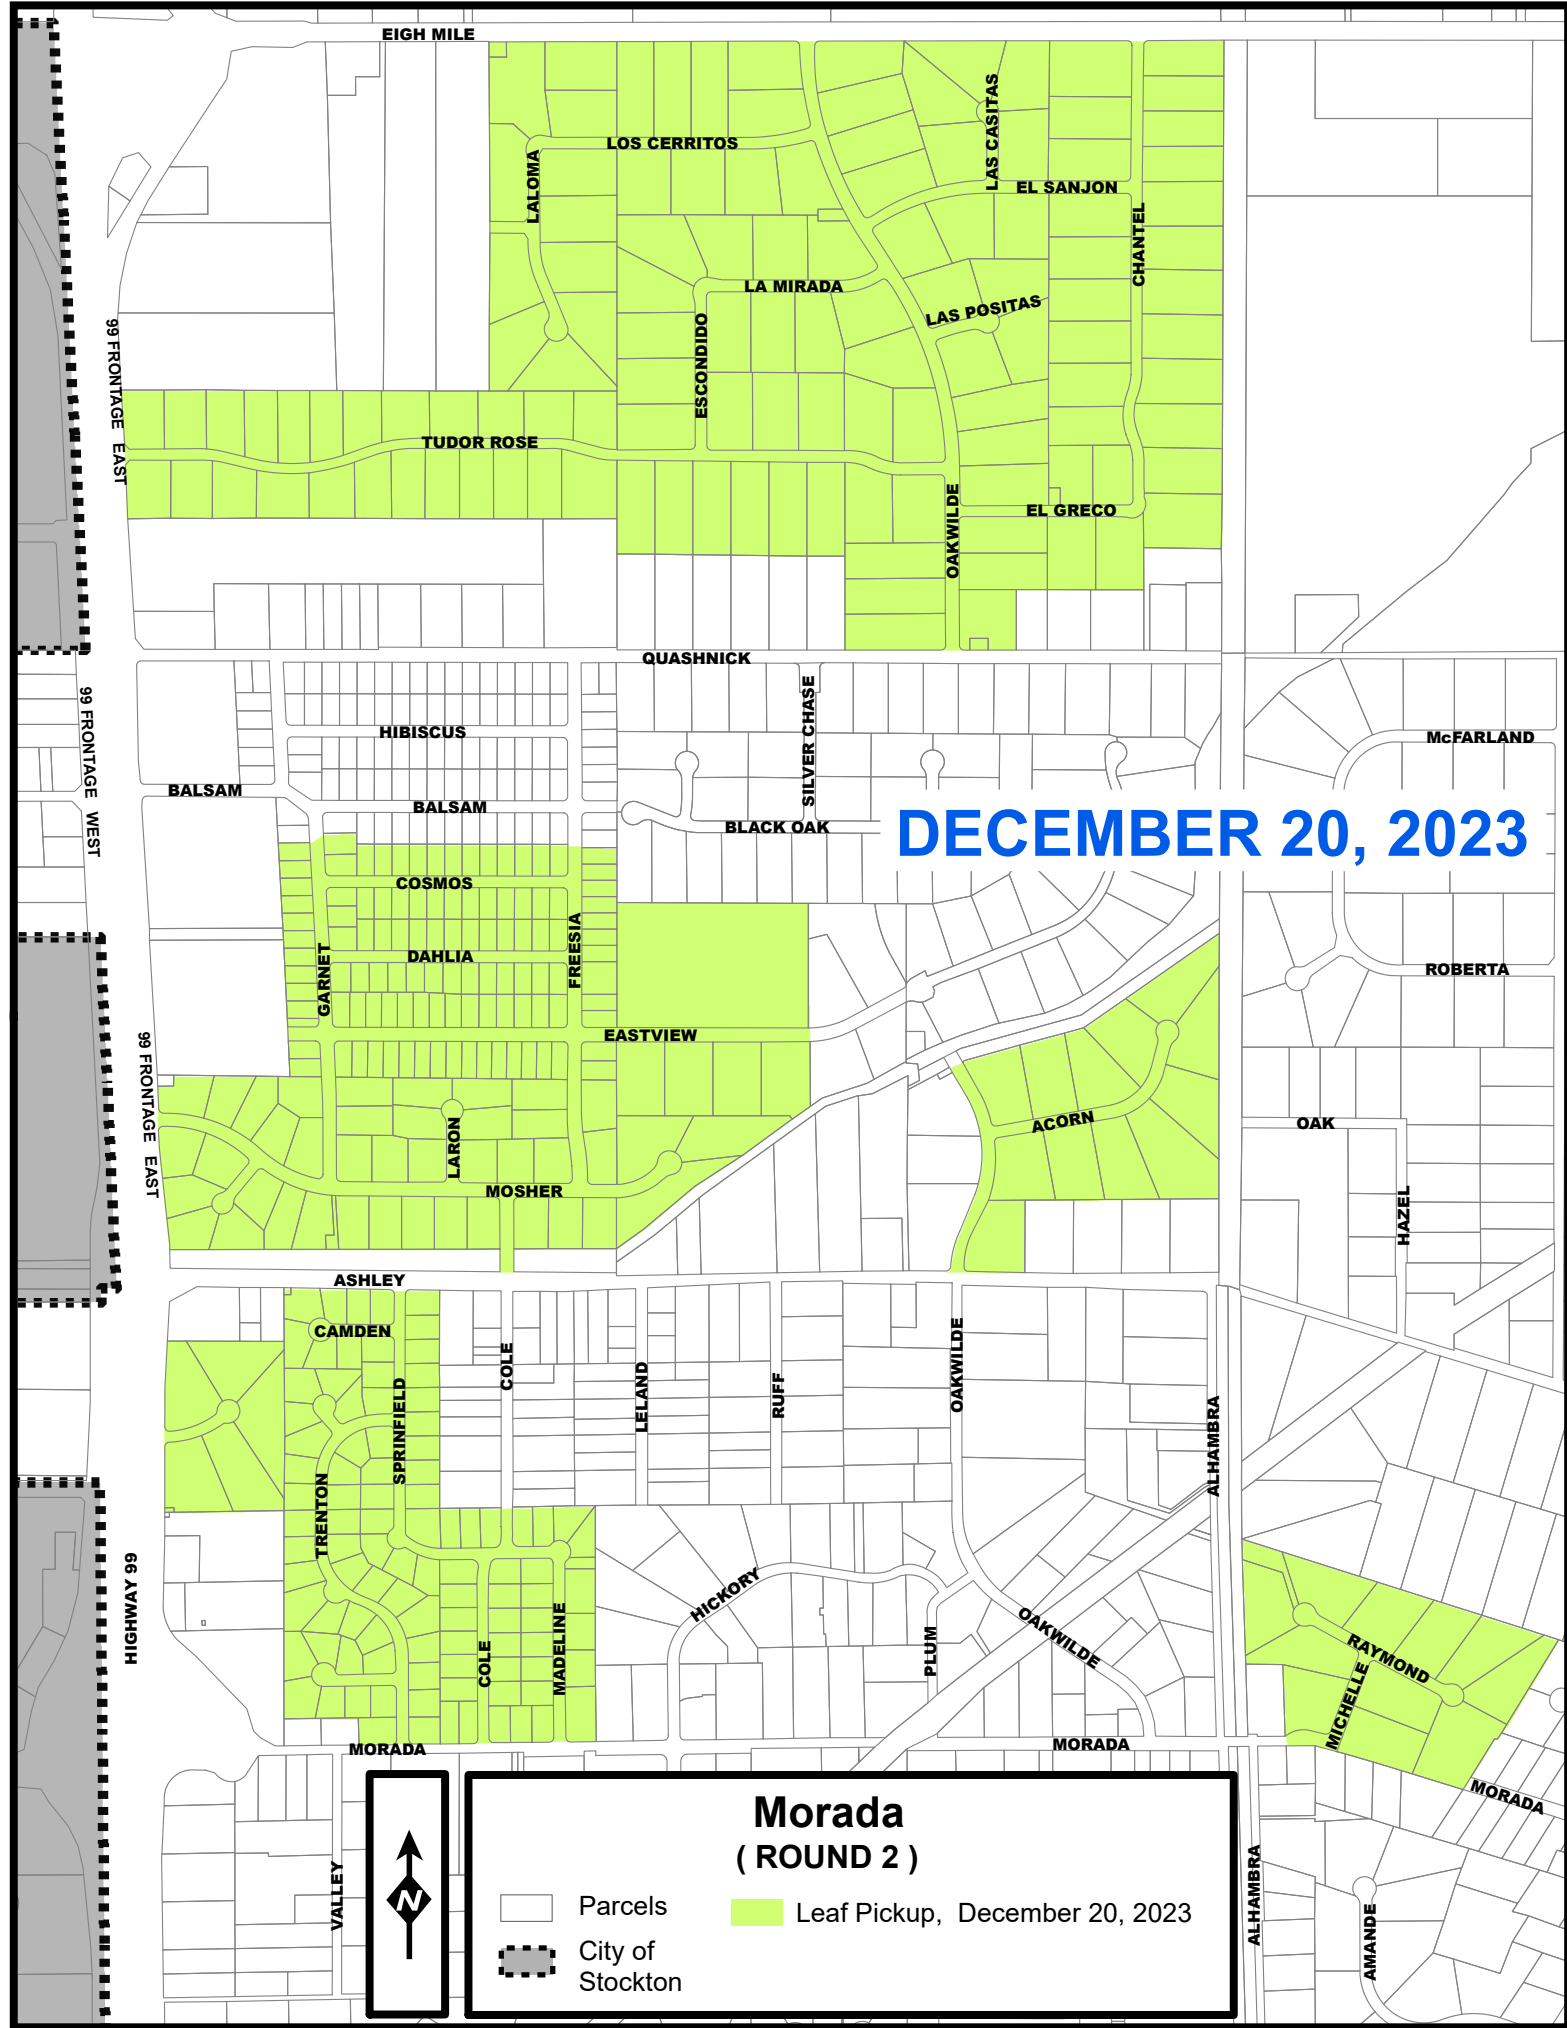 EIGH MILE
LAS CASITAS
LOS CERRITOS
LALOMA
EL SANJON
CHANTEL
LA MIRADA
LAS POSITAS
ESCONDIDO
99 FRONTAGE EAST
TUDOR ROSE
OAKWILDE
EL GRECO
QUASHNICK
99 FRONTAGE WEST
SILVER CHASE
HIBISCUS
McFARLAND
BALSAM
BALSAM
BLACK OAK
DECEMBER 20, 2023
COSMOS
FREESIA
GARNET
DAHLIA
ROBERTA
EASTVIEW
99 FRONTAGE EAST
ACORN
OAK
LARON
MOSHER
HAZEL
ASHLEY
CAMDEN
COLE
LELAND
RUFF
OAKWILDE
SPRINFIELD
ALHAMBRA
TRENTON
HIGHWAY 99
HICKORY
OAKWILDE
PLUM
COLE
MADELINE
RAYMOND
MICHELLE
MORADA
MORADA
MORADA
VALLEY
N
Morada
( ROUND 2 )
Parcels
Leaf Pickup, December 20, 2023
City of
Stockton
ALHAMBRA
AMANDE